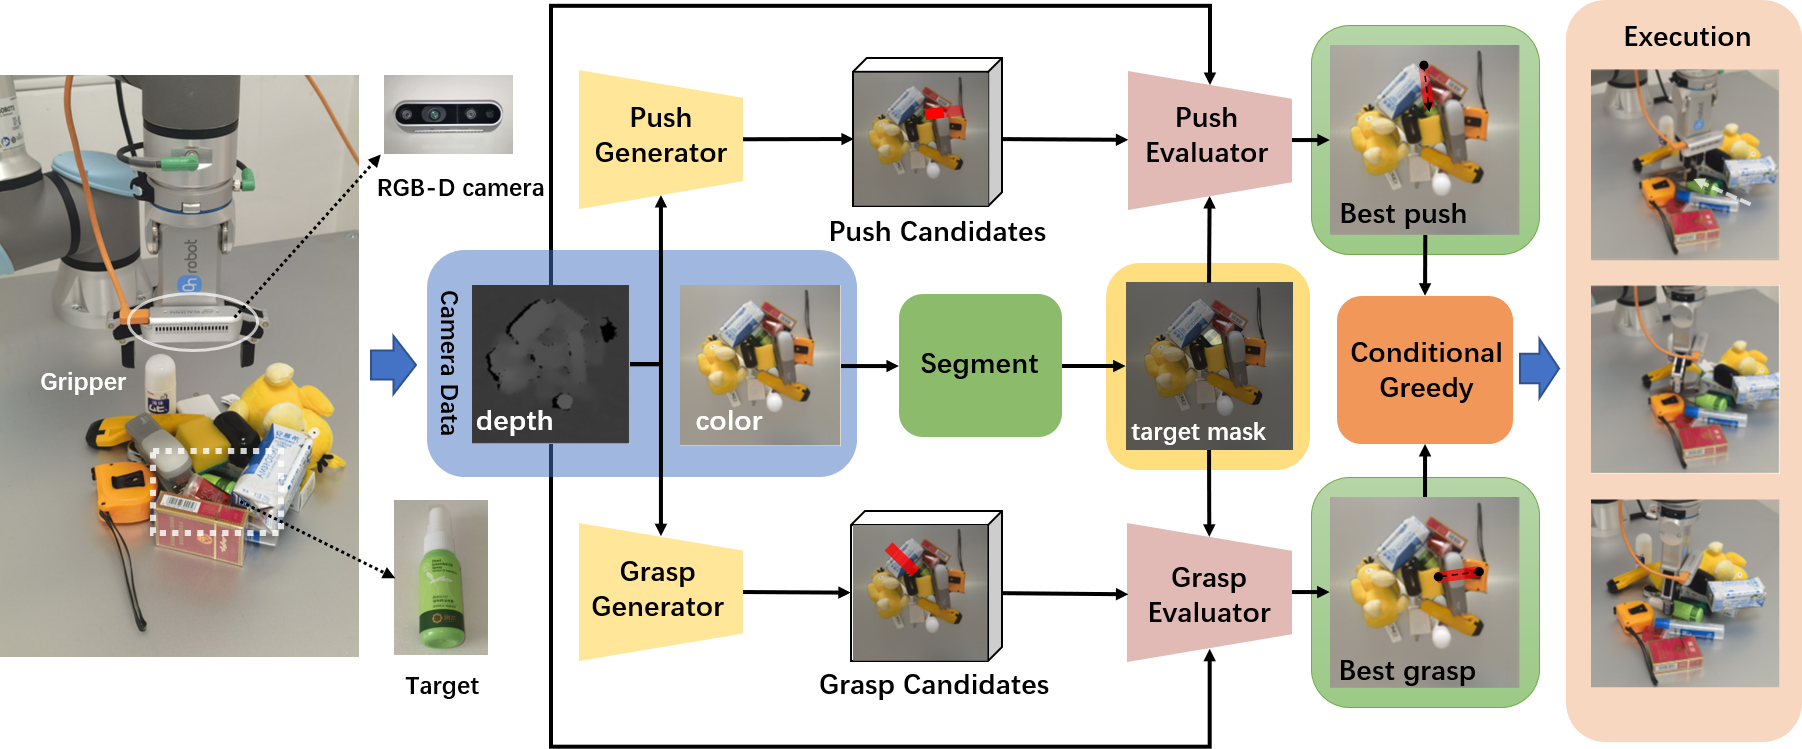 RGB-D camera
robot
Gripper
Target
Camera Data
depth
color
Push
Generator
Push Candidates
Push
Evaluator
Best push
Segment
target mask
Conditional
Greedy
Grasp
Generator
Grasp Candidates
Grasp
Evaluator
Best grasp
Execution